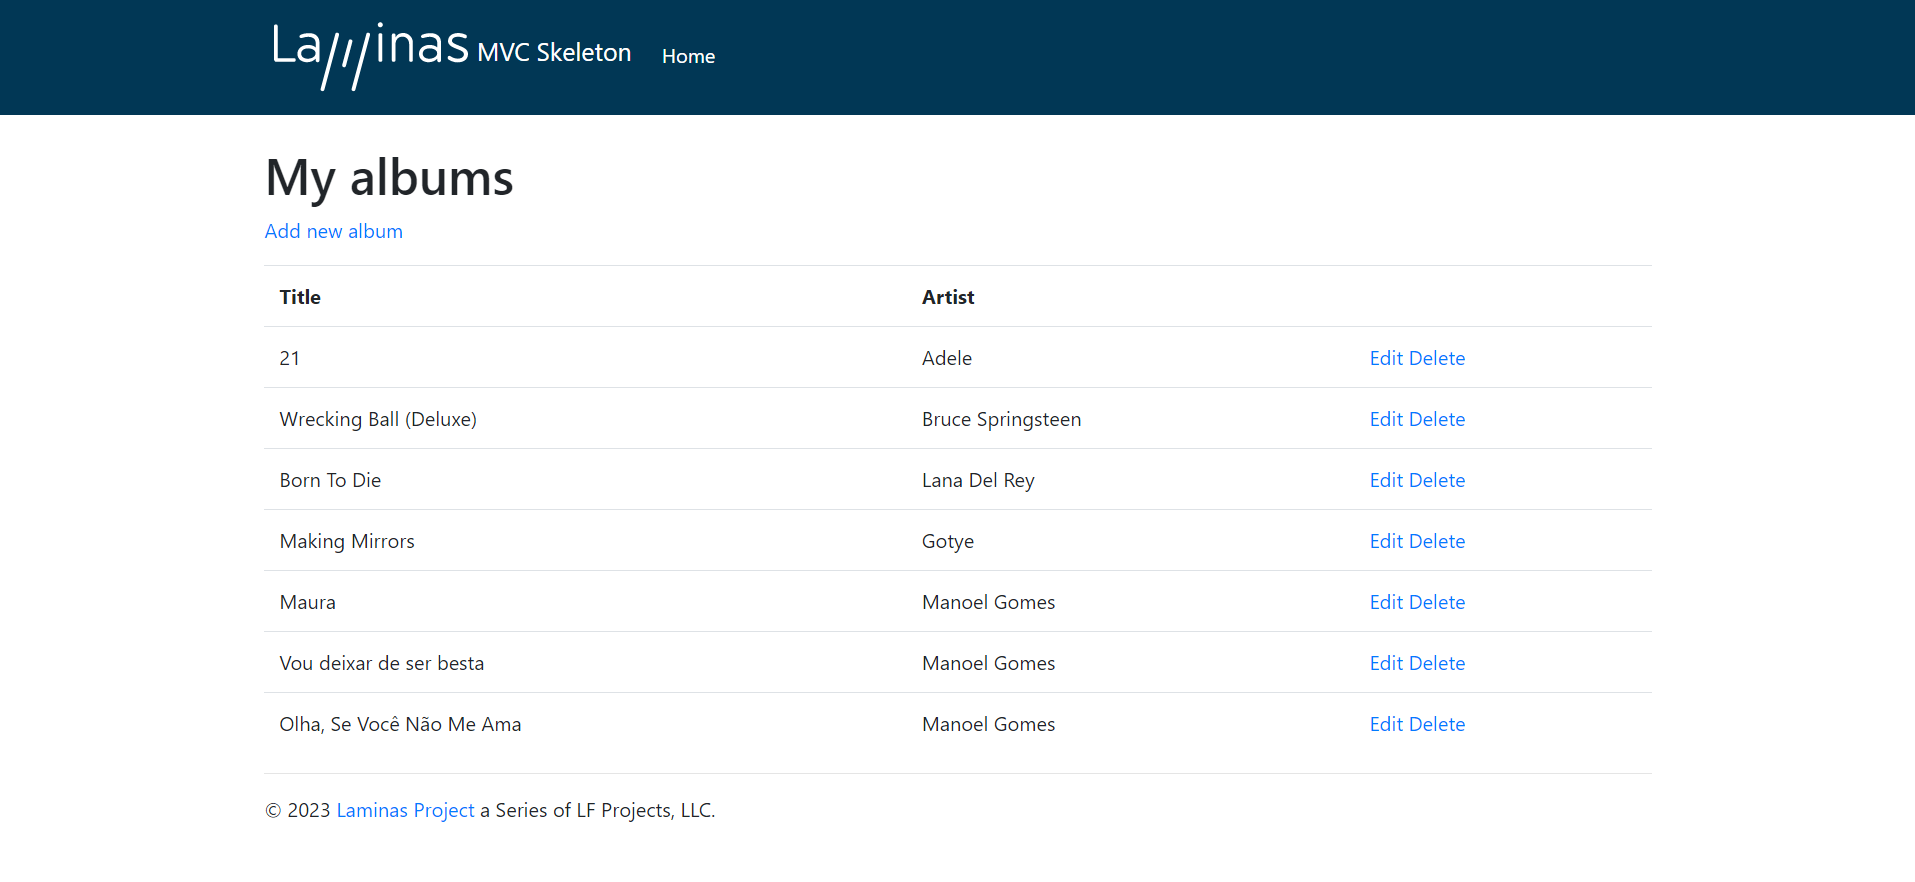 Laminas MVC Skeleton Home
My albums
Add new album
Title Artist
21 Adele Edit Delete
Wrecking Ball (Deluxe) Bruce Springsteen Edit Delete
Born To Die Lana Del Rey Edit Delete
Making Mirrors Gotye Edit Delete
Maura Manoel Gomes Edit Delete
Vou deixar de ser besta Manoel Gomes Edit Delete
Olha, Se Você Não Me Ama Manoel Gomes Edit Delete
© 2023 Laminas Project a Series of LF Projects, LLC.